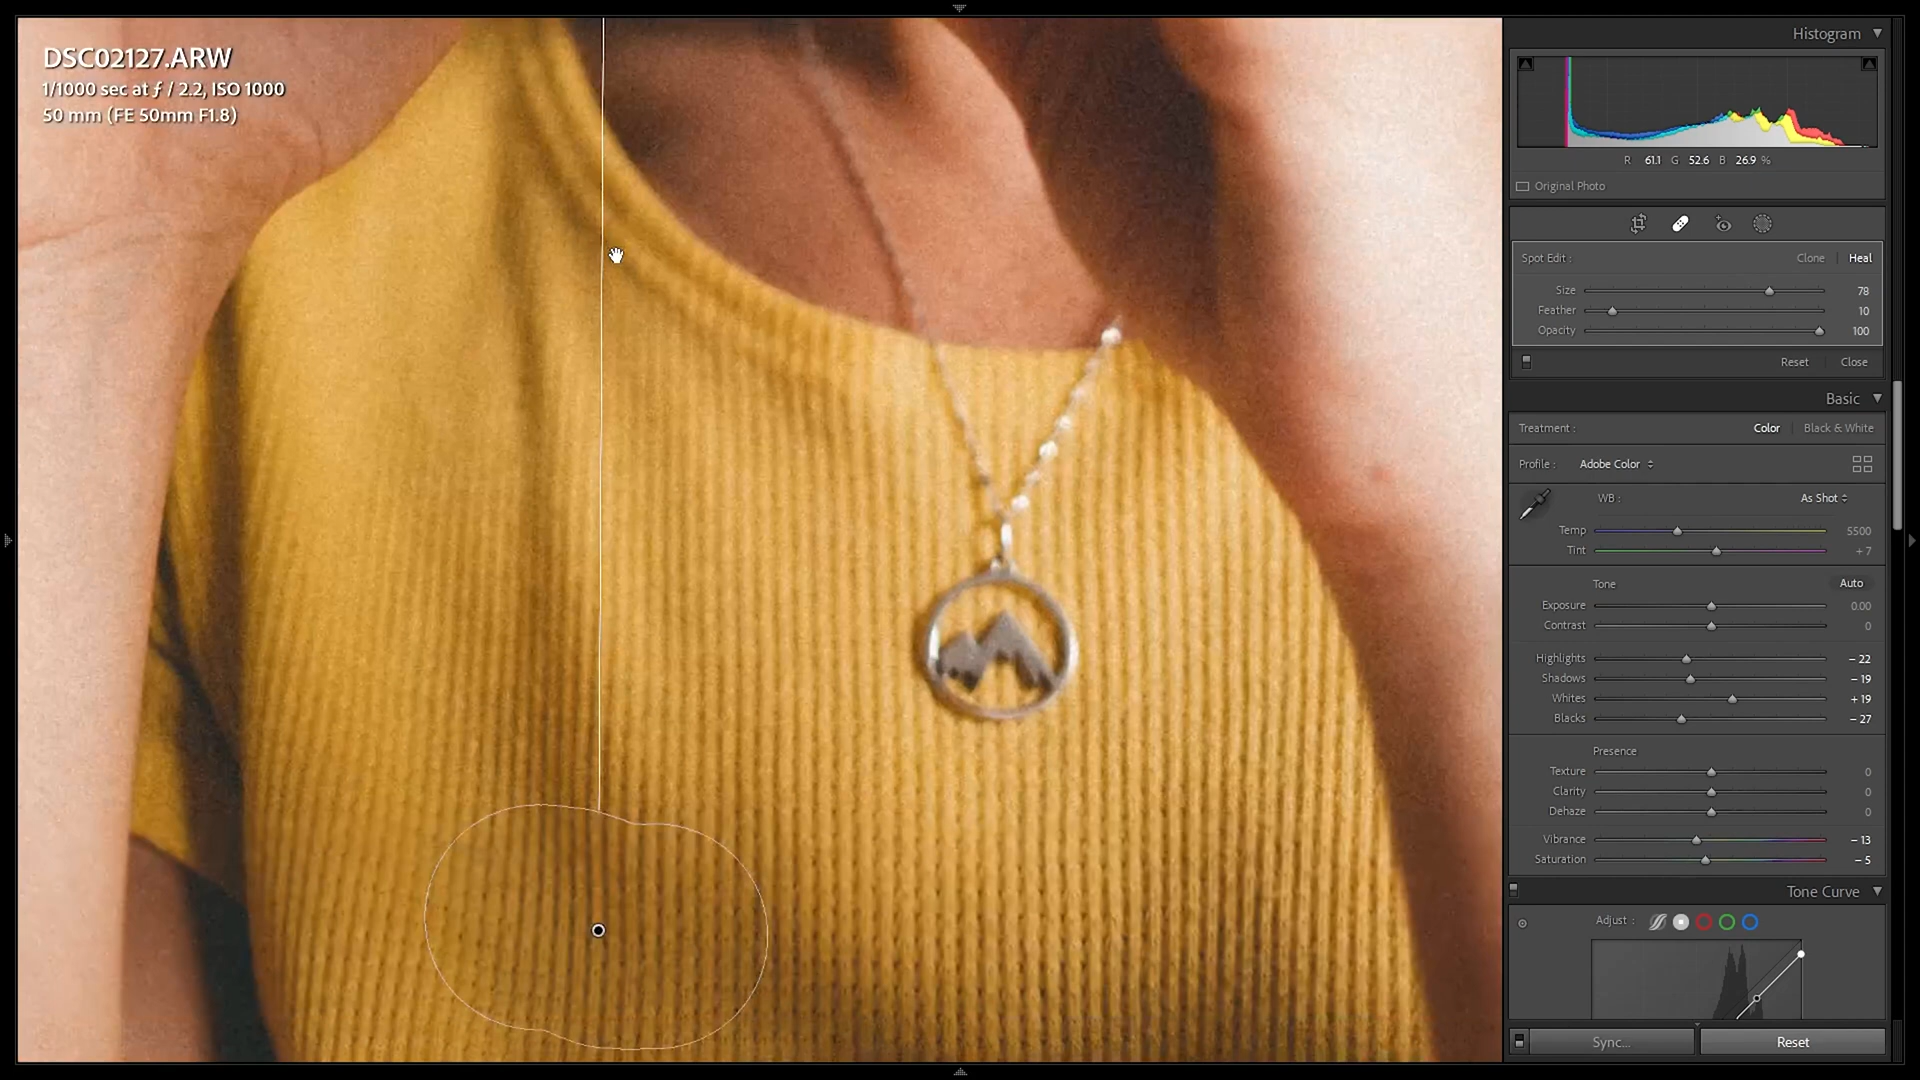 DSC02127.ARW
1/1000 sec at ƒ / 2.2, ISO 1000
50 mm (FE 50mm F1.8)
Histogram
R 61.1 G 52.6 B 26.9 %
Original Photo
Spot Edit : Clone | Heal
Size 78
Feather 10
Opacity 100
Reset Close
Basic
Treatment : Color | Black & White
Profile : Adobe Color
WB : As Shot
Temp 5500
Tint + 7
Tone Auto
Exposure 0.00
Contrast 0
Highlights – 22
Shadows – 19
Whites + 19
Blacks – 27
Presence
Texture 0
Clarity 0
Dehaze 0
Vibrance – 13
Saturation – 5
Tone Curve
Adjust :
Sync... Reset